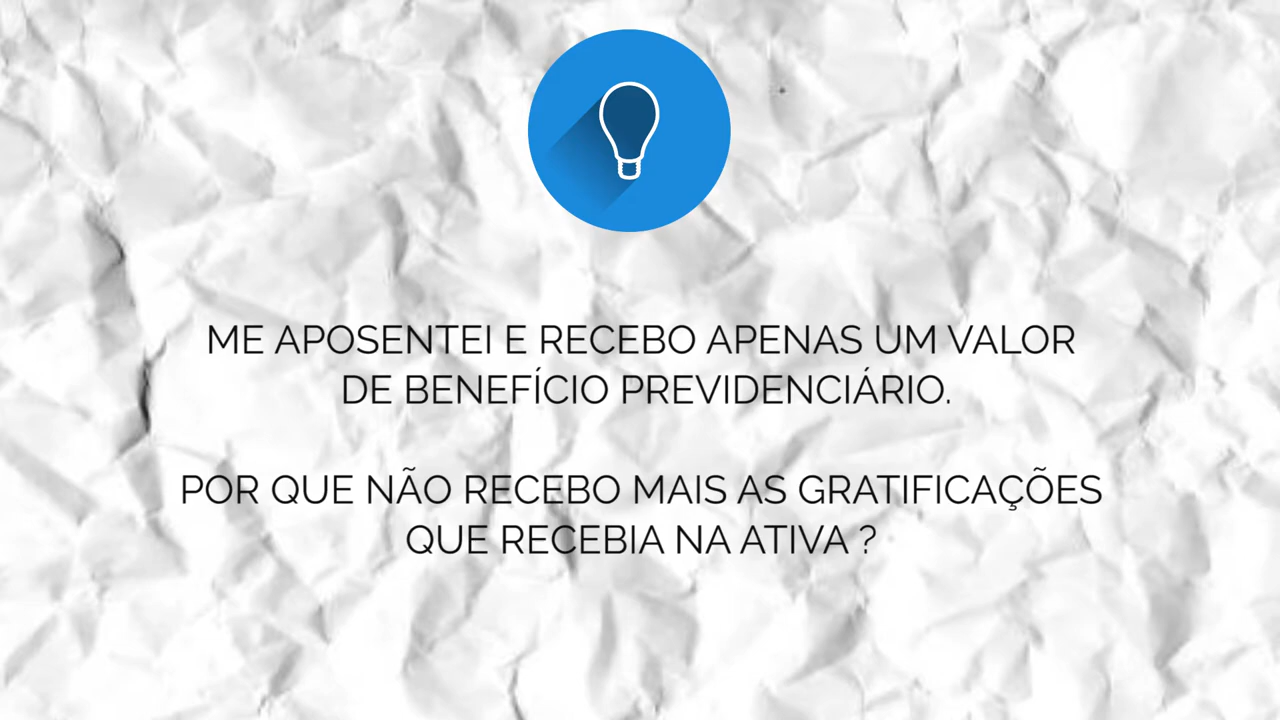 ME APOSENTEI E RECEBO APENAS UM VALOR
DE BENEFÍCIO PREVIDENCIÁRIO.
POR QUE NÃO RECEBO MAIS AS GRATIFICAÇÕES
QUE RECEBIA NA ATIVA ?